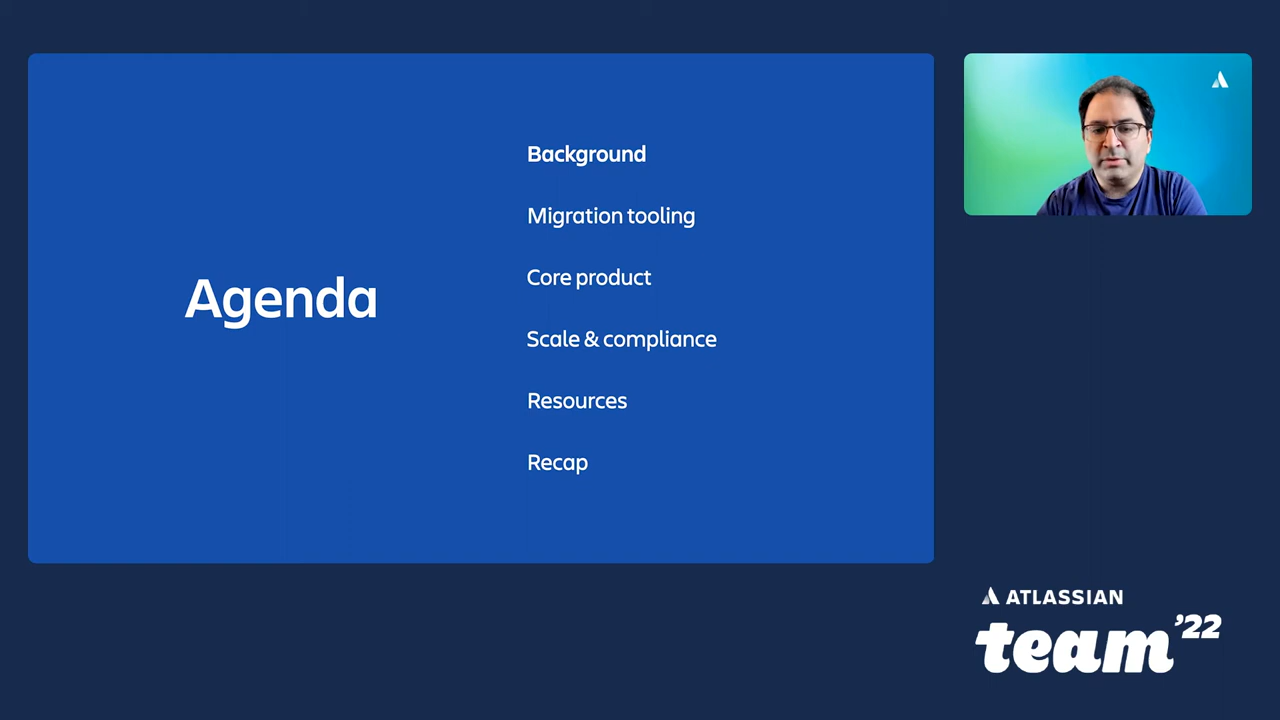 Agenda
Background
Migration tooling
Core product
Scale & compliance
Resources
Recap
ATLASSIAN
team '22